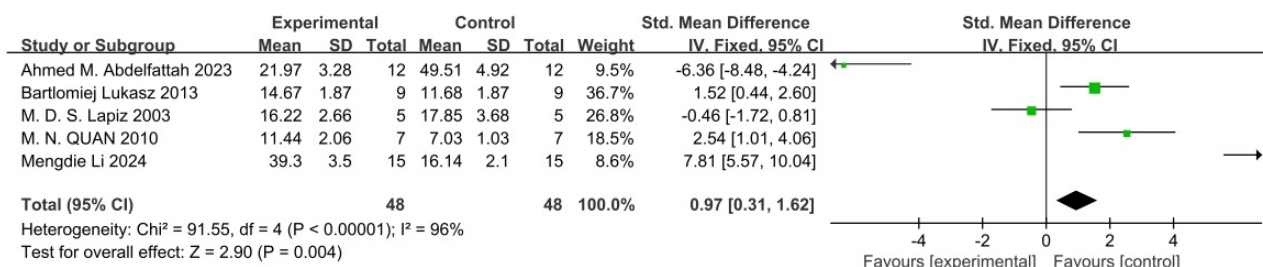 Experimental Control Std. Mean Difference Std. Mean Difference
Study or Subgroup Mean SD Total Mean SD Total Weight IV, Fixed, 95% CI IV, Fixed, 95% CI
Ahmed M. Abdelfattah 2023 21.97 3.28 12 49.51 4.92 12 9.5% -6.36 [-8.48, -4.24]
Bartlomiej Lukasz 2013 14.67 1.87 9 11.68 1.87 9 36.7% 1.52 [0.44, 2.60]
M. D. S. Lapiz 2003 16.22 2.66 5 17.85 3.68 5 26.8% -0.46 [-1.72, 0.81]
M. N. QUAN 2010 11.44 2.06 7 7.03 1.03 7 18.5% 2.54 [1.01, 4.06]
Mengdie Li 2024 39.3 3.5 15 16.14 2.1 15 8.6% 7.81 [5.57, 10.04]
Total (95% CI) 48 48 100.0% 0.97 [0.31, 1.62]
Heterogeneity: Chi² = 91.55, df = 4 (P < 0.00001); I² = 96%
Test for overall effect: Z = 2.90 (P = 0.004)
-4 -2 0 2 4
Favours [experimental] Favours [control]